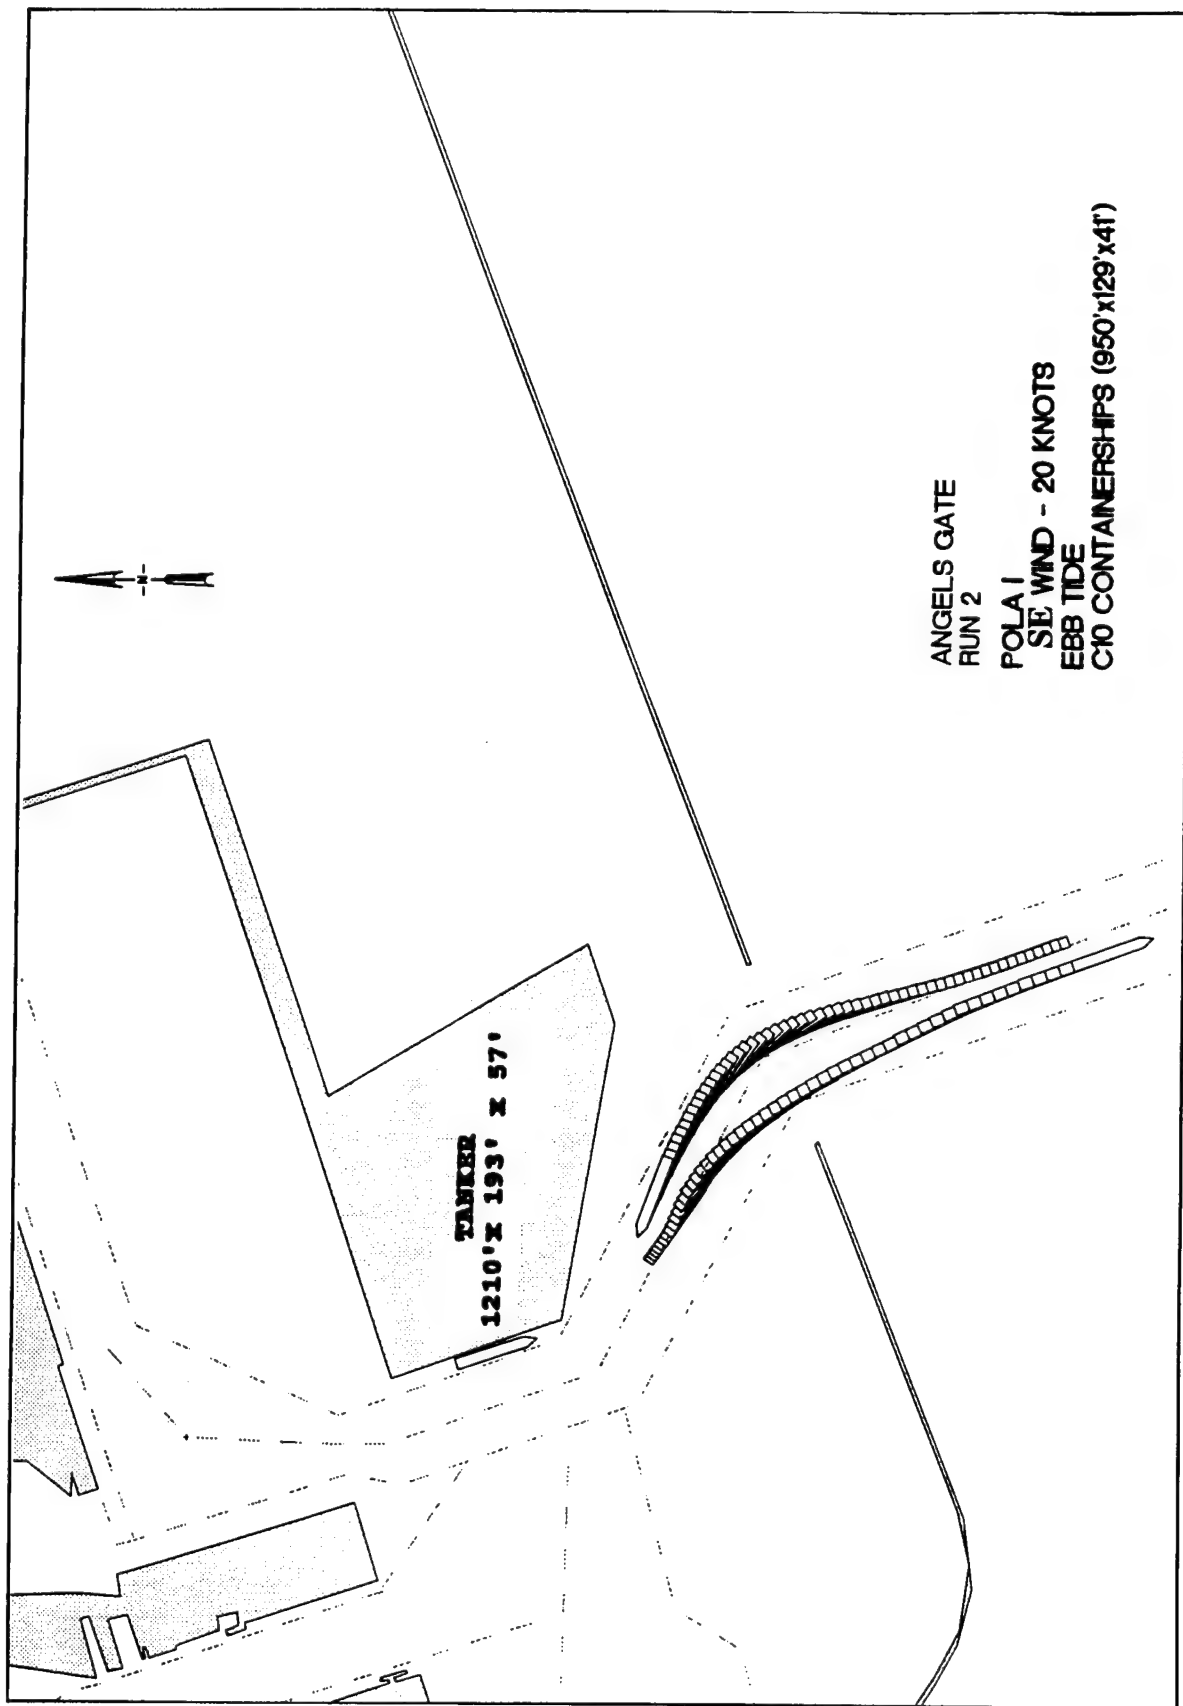 -N-
TANKER
1210'X 193' X 57'
ANGELS GATE
RUN 2
POLA I
SE WIND - 20 KNOTS
EBB TIDE
C10 CONTAINERSHIPS (950'x129'x41')